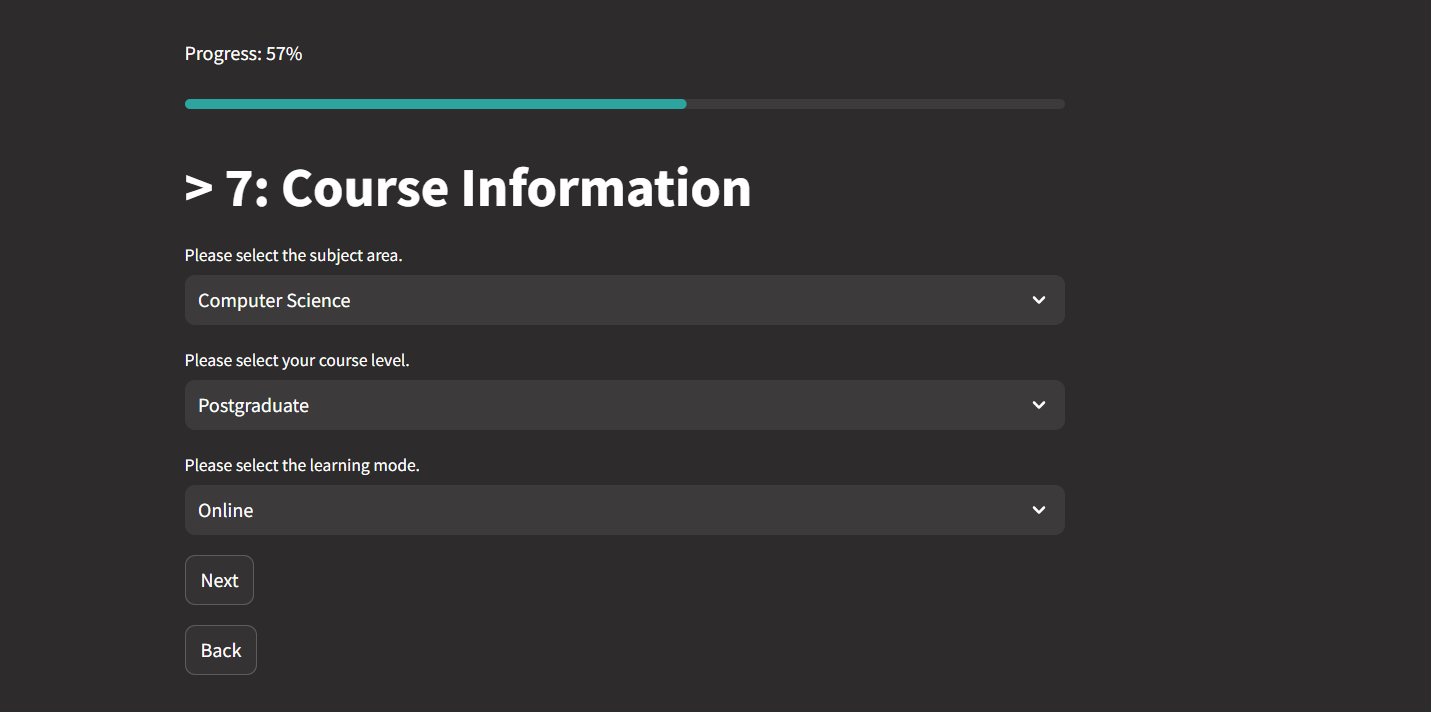 Progress: 57%
> 7: Course Information
Please select the subject area.
Computer Science
Please select your course level.
Postgraduate
Please select the learning mode.
Online
Next
Back